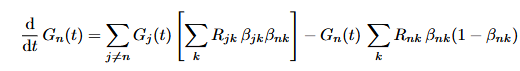 d/dt G_n(t) = ∑_{j≠n} G_j(t) [ ∑_k R_{jk} β_{jk} β_{nk} ] − G_n(t) ∑_k R_{nk} β_{nk}(1 − β_{nk})